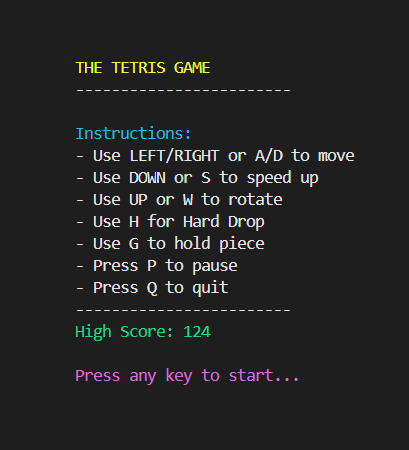 THE TETRIS GAME
------------------------
Instructions:
- Use LEFT/RIGHT or A/D to move
- Use DOWN or S to speed up
- Use UP or W to rotate
- Use H for Hard Drop
- Use G to hold piece
- Press P to pause
- Press Q to quit
------------------------
High Score: 124
Press any key to start...